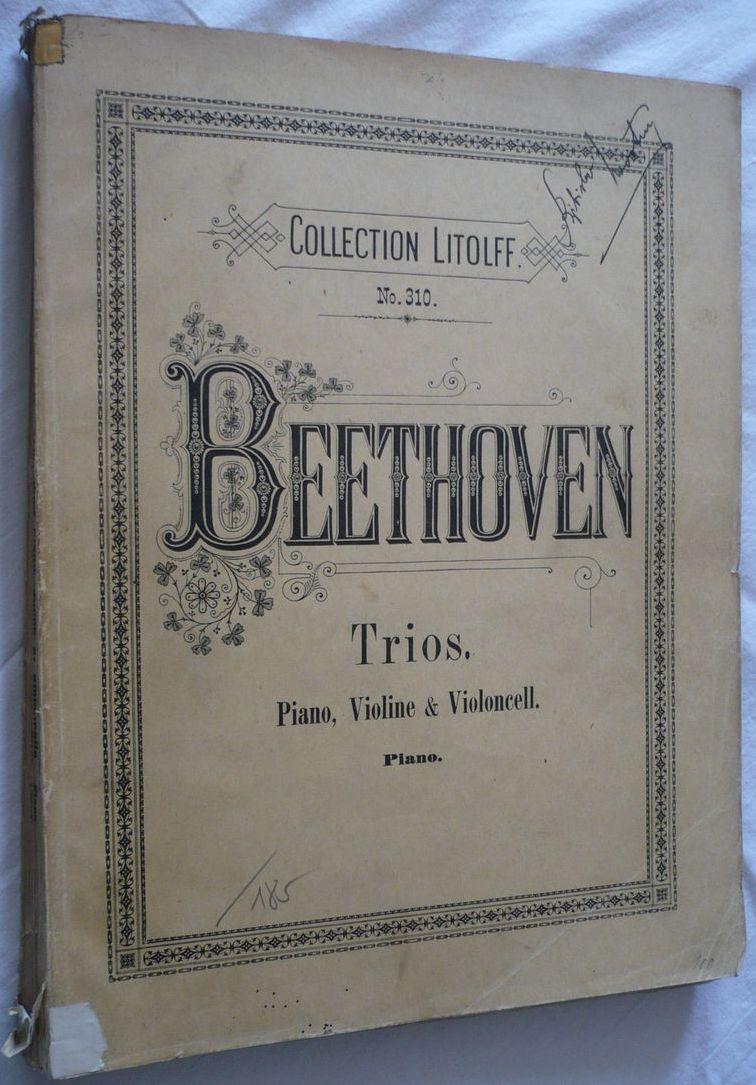 COLLECTION LITOLFF.
No. 310.
BEETHOVEN
Trios.
Piano, Violine & Violoncell.
Piano.
185